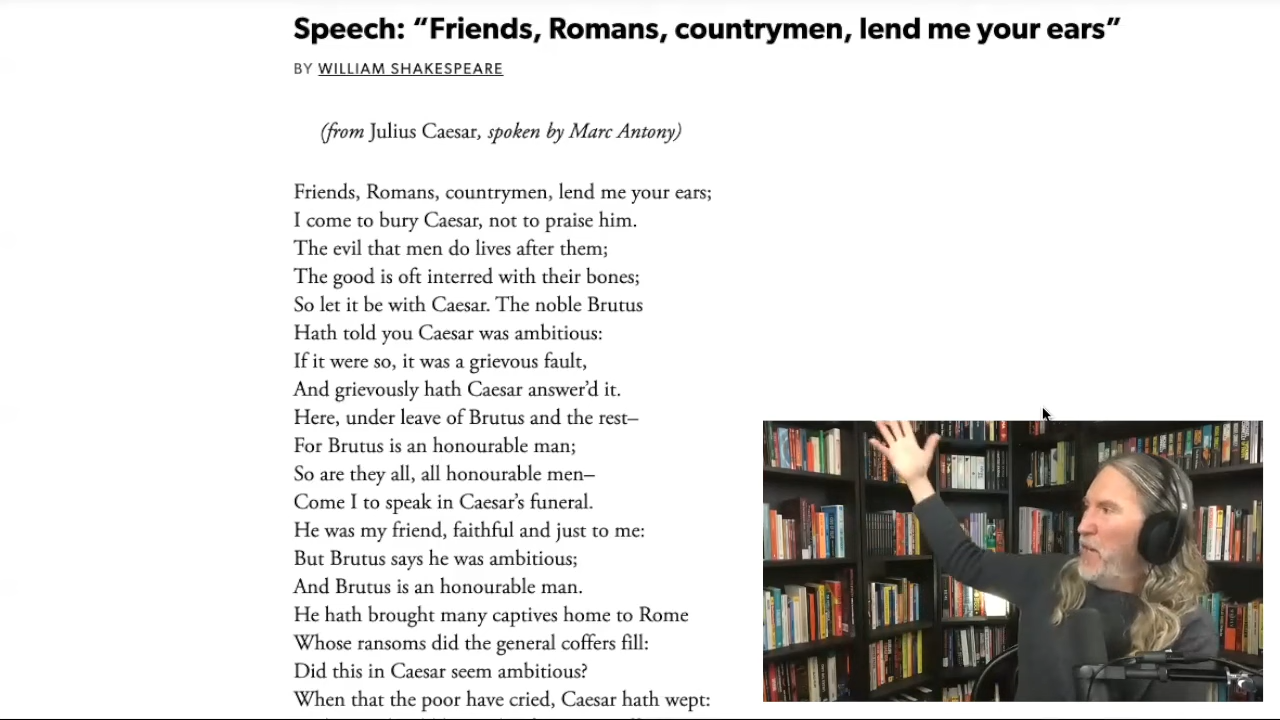 Speech: “Friends, Romans, countrymen, lend me your ears”
BY WILLIAM SHAKESPEARE
(from Julius Caesar, spoken by Marc Antony)
Friends, Romans, countrymen, lend me your ears;
I come to bury Caesar, not to praise him.
The evil that men do lives after them;
The good is oft interred with their bones;
So let it be with Caesar. The noble Brutus
Hath told you Caesar was ambitious:
If it were so, it was a grievous fault,
And grievously hath Caesar answer’d it.
Here, under leave of Brutus and the rest–
For Brutus is an honourable man;
So are they all, all honourable men–
Come I to speak in Caesar’s funeral.
He was my friend, faithful and just to me:
But Brutus says he was ambitious;
And Brutus is an honourable man.
He hath brought many captives home to Rome
Whose ransoms did the general coffers fill:
Did this in Caesar seem ambitious?
When that the poor have cried, Caesar hath wept: